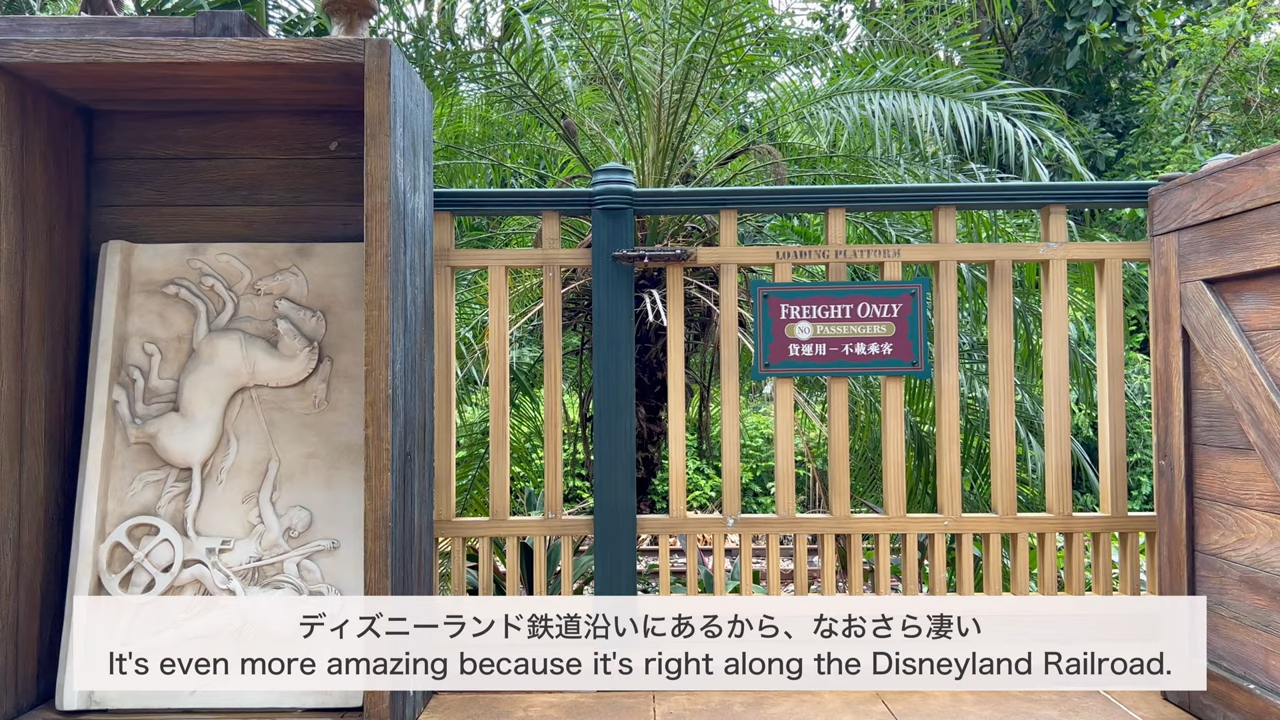 LOADING PLATFORM
FREIGHT ONLY
NO PASSENGERS
貨運用－不載乘客
ディズニーランド鉄道沿いにあるから、なおさら凄い
It's even more amazing because it's right along the Disneyland Railroad.